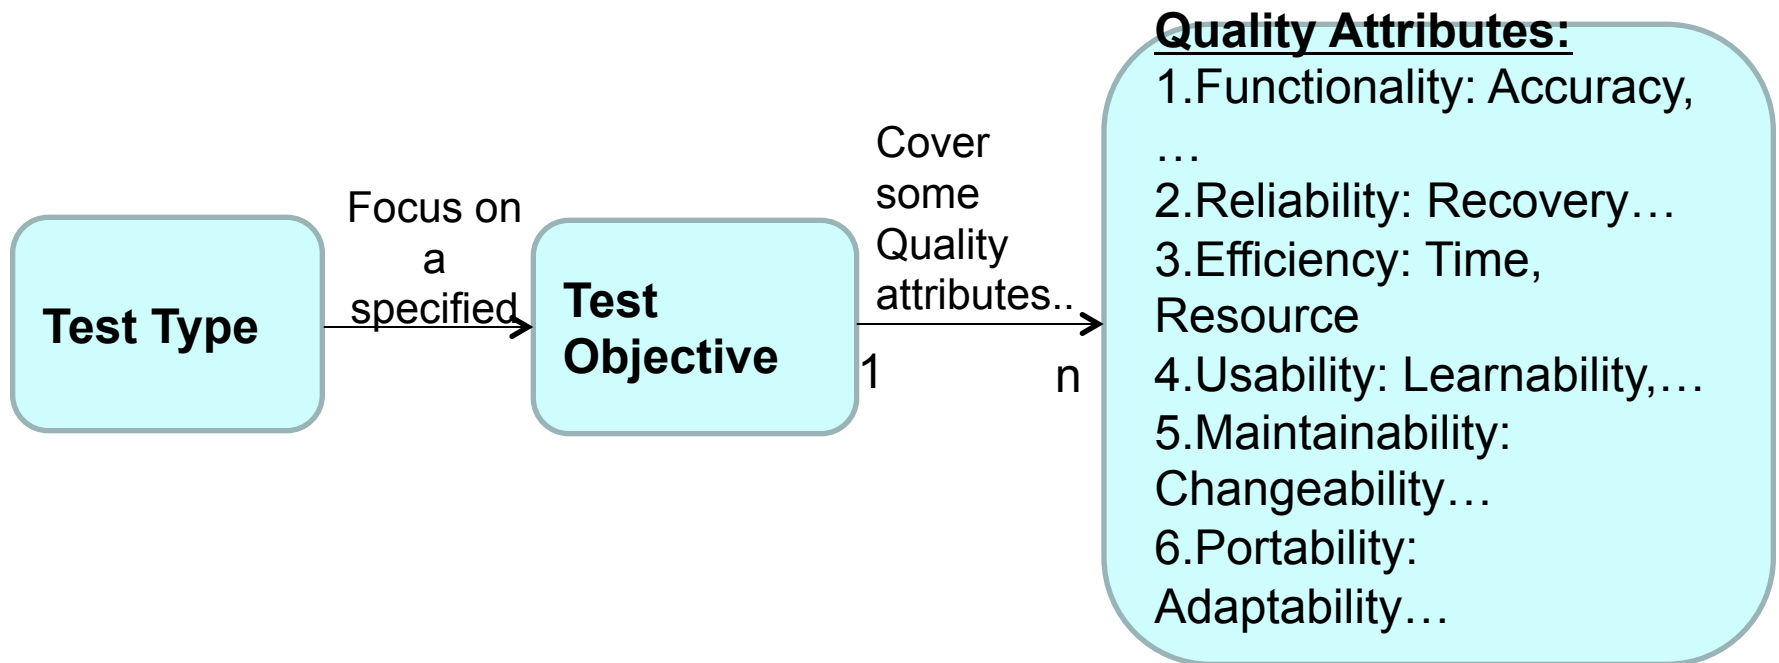 Test Type
Focus on
a
specified
Test
Objective
Cover
some
Quality
attributes..
1
n
Quality Attributes:
1.Functionality: Accuracy,
…
2.Reliability: Recovery…
3.Efficiency: Time,
Resource
4.Usability: Learnability,…
5.Maintainability:
Changeability…
6.Portability:
Adaptability…